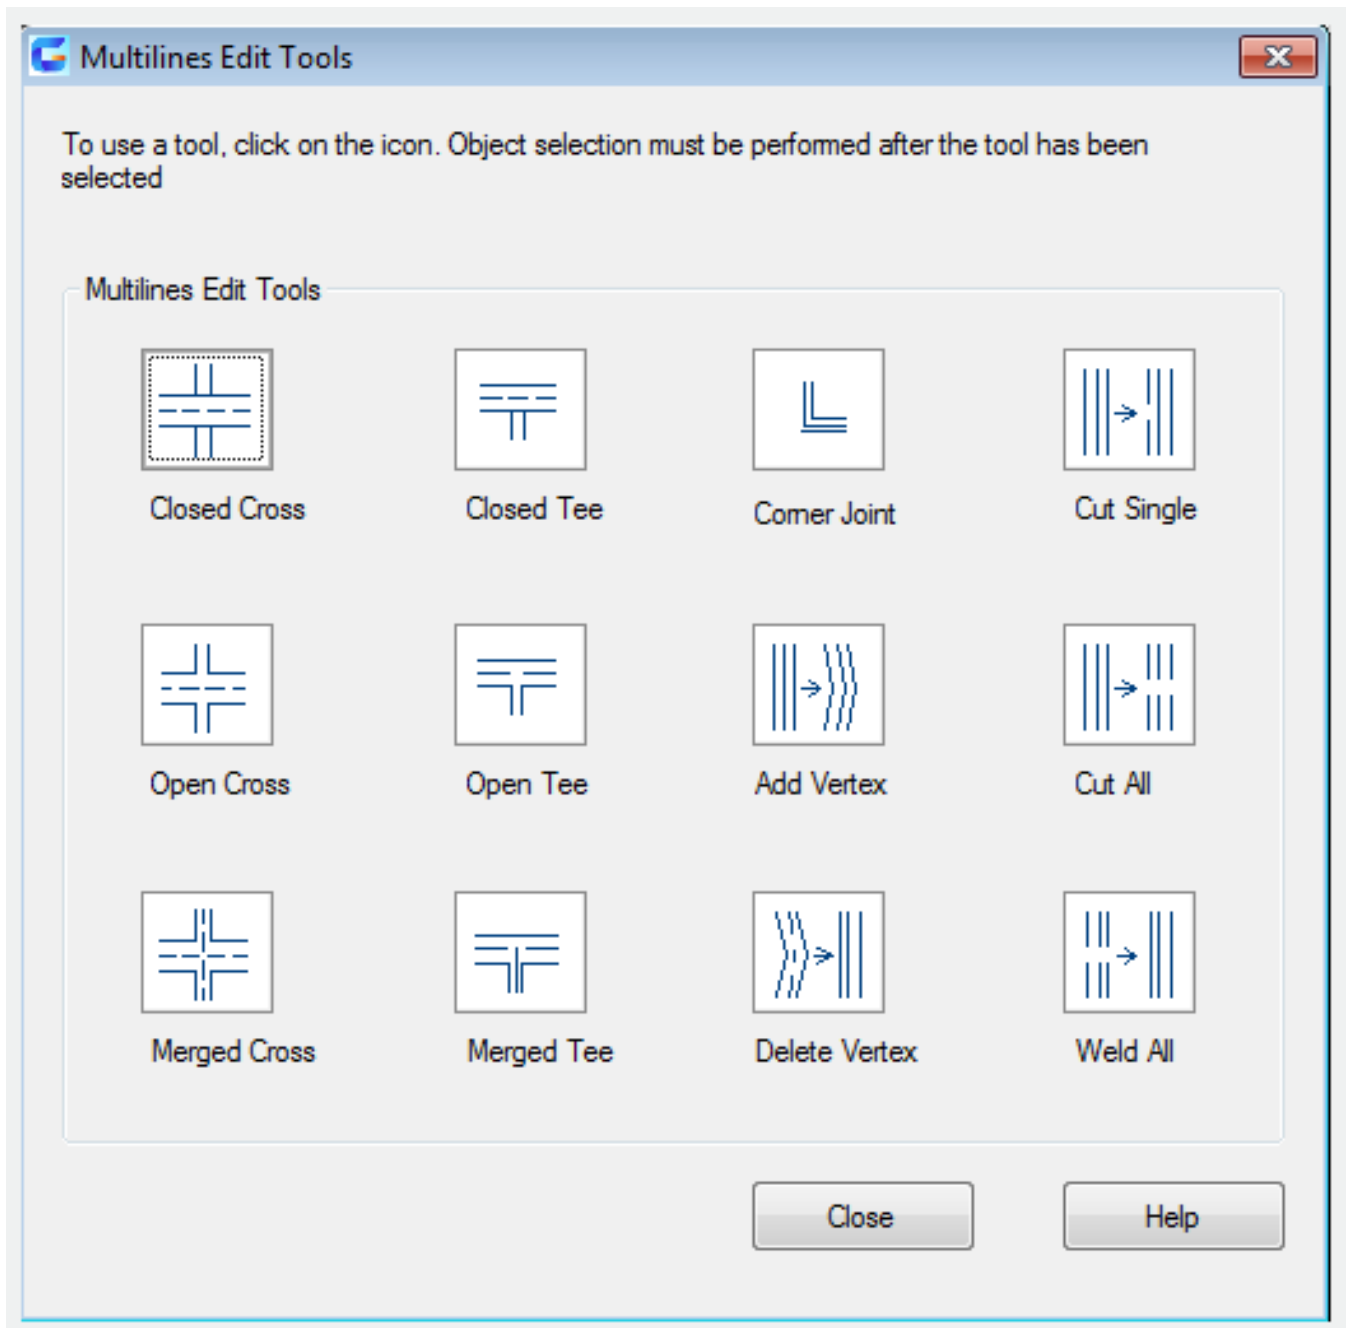 Multilines Edit Tools
To use a tool, click on the icon. Object selection must be performed after the tool has been
selected
Multilines Edit Tools
Closed Cross
Closed Tee
Corner Joint
Cut Single
Open Cross
Open Tee
Add Vertex
Cut All
Merged Cross
Merged Tee
Delete Vertex
Weld All
Close
Help